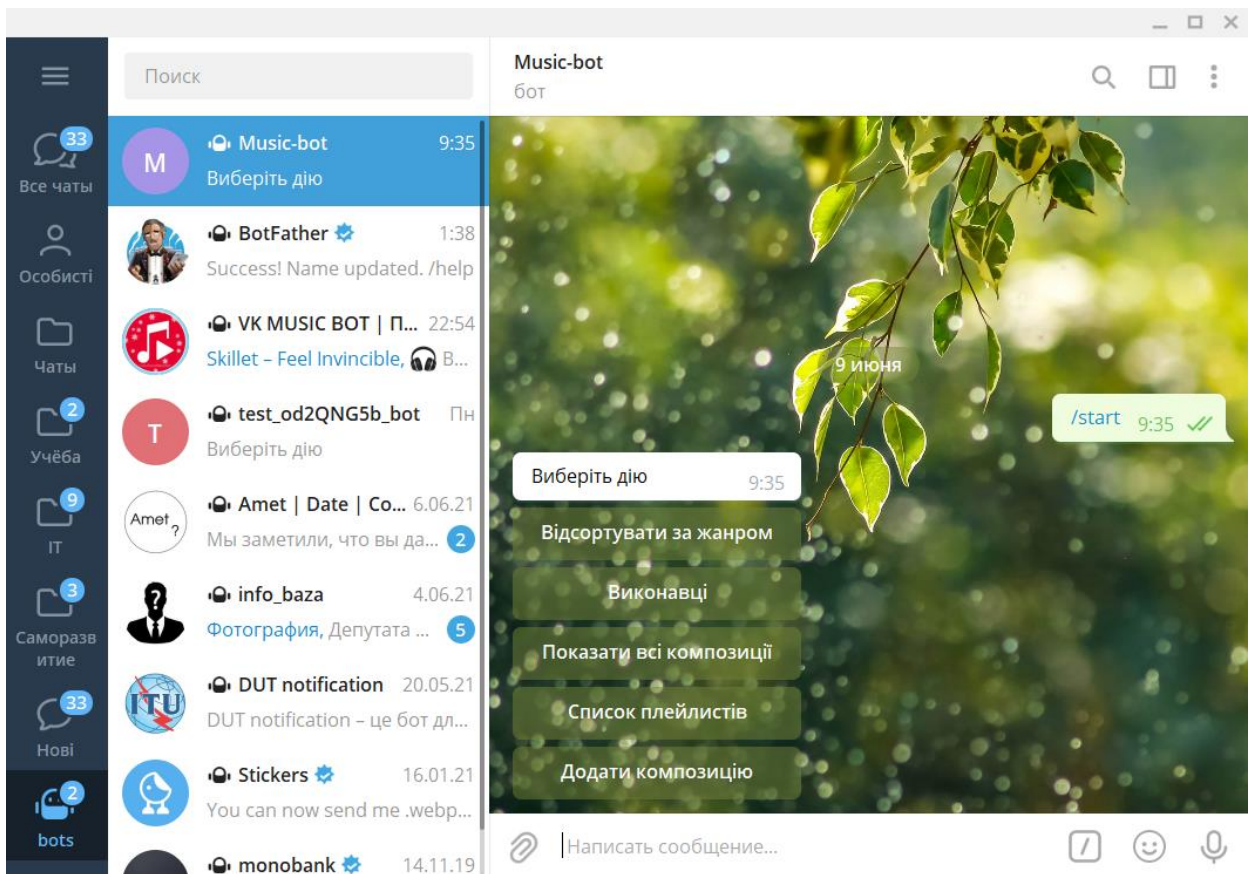 33
Все чаты
Особисті
Чаты
2
Учёба
9
IT
3
Саморазв
итие
33
Нові
2
bots
Поиск
M
Music-bot 9:35
Виберіть дію
BotFather 1:38
Success! Name updated. /help
VK MUSIC BOT | П... 22:54
Skillet – Feel Invincible, 🎧 В...
T
test_od2QNG5b_bot Пн
Виберіть дію
Amet ?
Amet | Date | Co... 6.06.21
Мы заметили, что вы да... 2
?
info_baza 4.06.21
Фотография, Депутата ... 5
ITU
DUT notification 20.05.21
DUT notification – це бот дл...
Stickers 16.01.21
You can now send me .webp...
monobank 14.11.19
Music-bot
бот
9 июня
/start 9:35
Виберіть дію 9:35
Відсортувати за жанром
Виконавці
Показати всі композиції
Список плейлистів
Додати композицію
Написать сообщение...